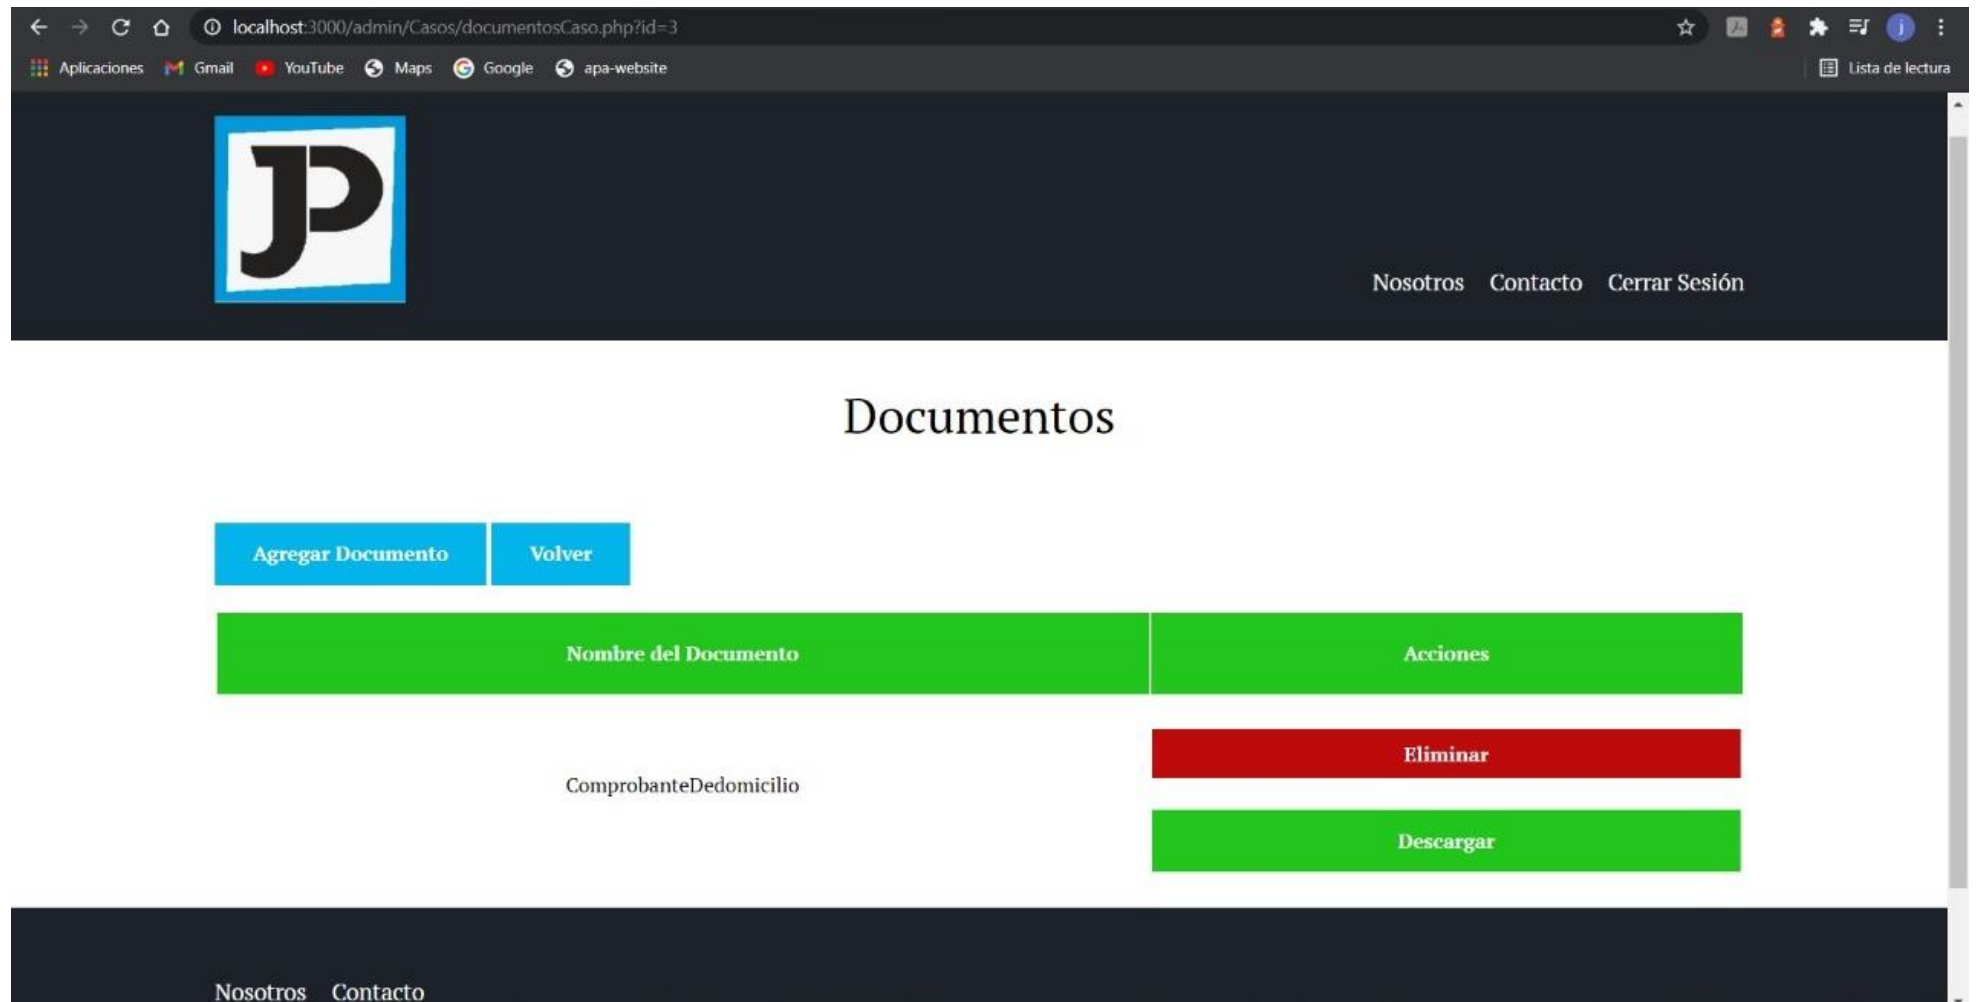 localhost:3000/admin/Casos/documentosCaso.php?id=3
j
Aplicaciones Gmail YouTube Maps Google apa-website Lista de lectura
JP
Nosotros Contacto Cerrar Sesión
Documentos
Agregar Documento Volver
Nombre del Documento Acciones
Eliminar
ComprobanteDedomicilio
Descargar
Nosotros Contacto